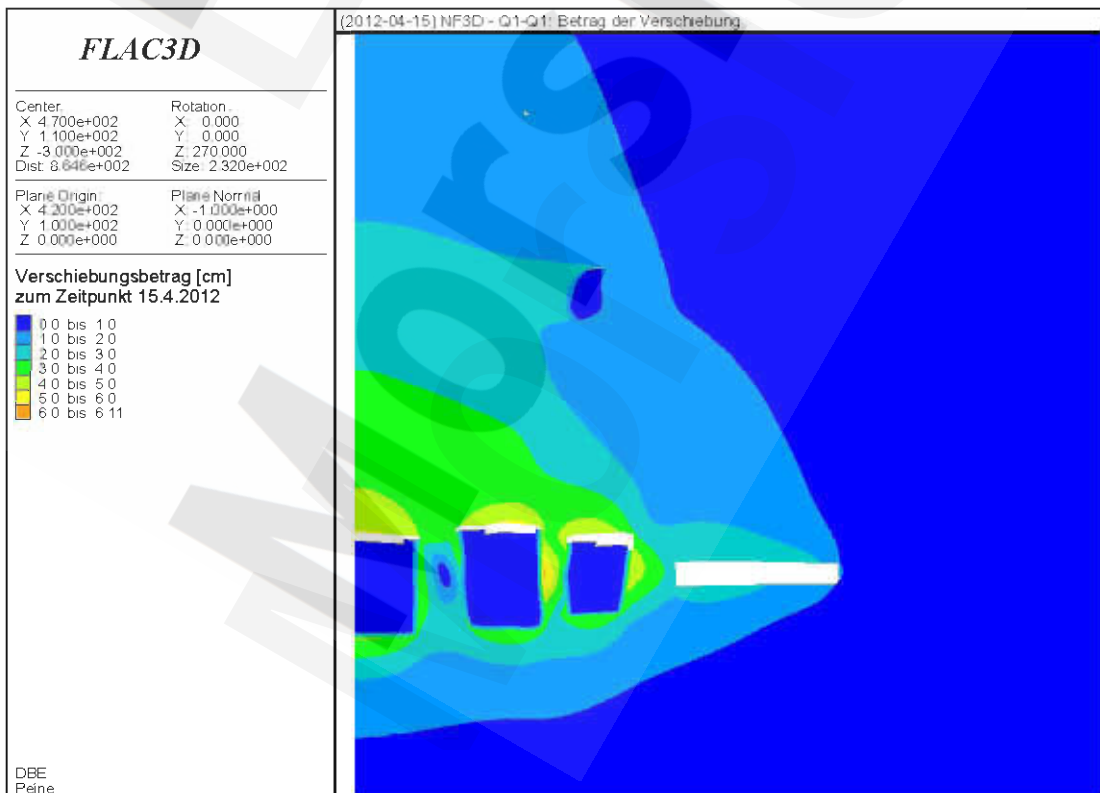 (2012-04-15) NF3D - Q1-Q1: Betrag der Verschiebung
FLAC3D
Center: Rotation:
X: 4.700e+002 X: 0.000
Y: 1.100e+002 Y: 0.000
Z: -3.000e+002 Z: 270.000
Dist: 8.646e+002 Size: 2.320e+002
Plane Origin: Plane Normal
X: 4.200e+002 X: -1.000e+000
Y: 1.000e+002 Y: 0.000e+000
Z: 0.000e+000 Z: 0.000e+000
Verschiebungsbetrag [cm]
zum Zeitpunkt 15.4.2012
0.0 bis 1.0
1.0 bis 2.0
2.0 bis 3.0
3.0 bis 4.0
4.0 bis 5.0
5.0 bis 6.0
6.0 bis 6.11
DBE
Peine